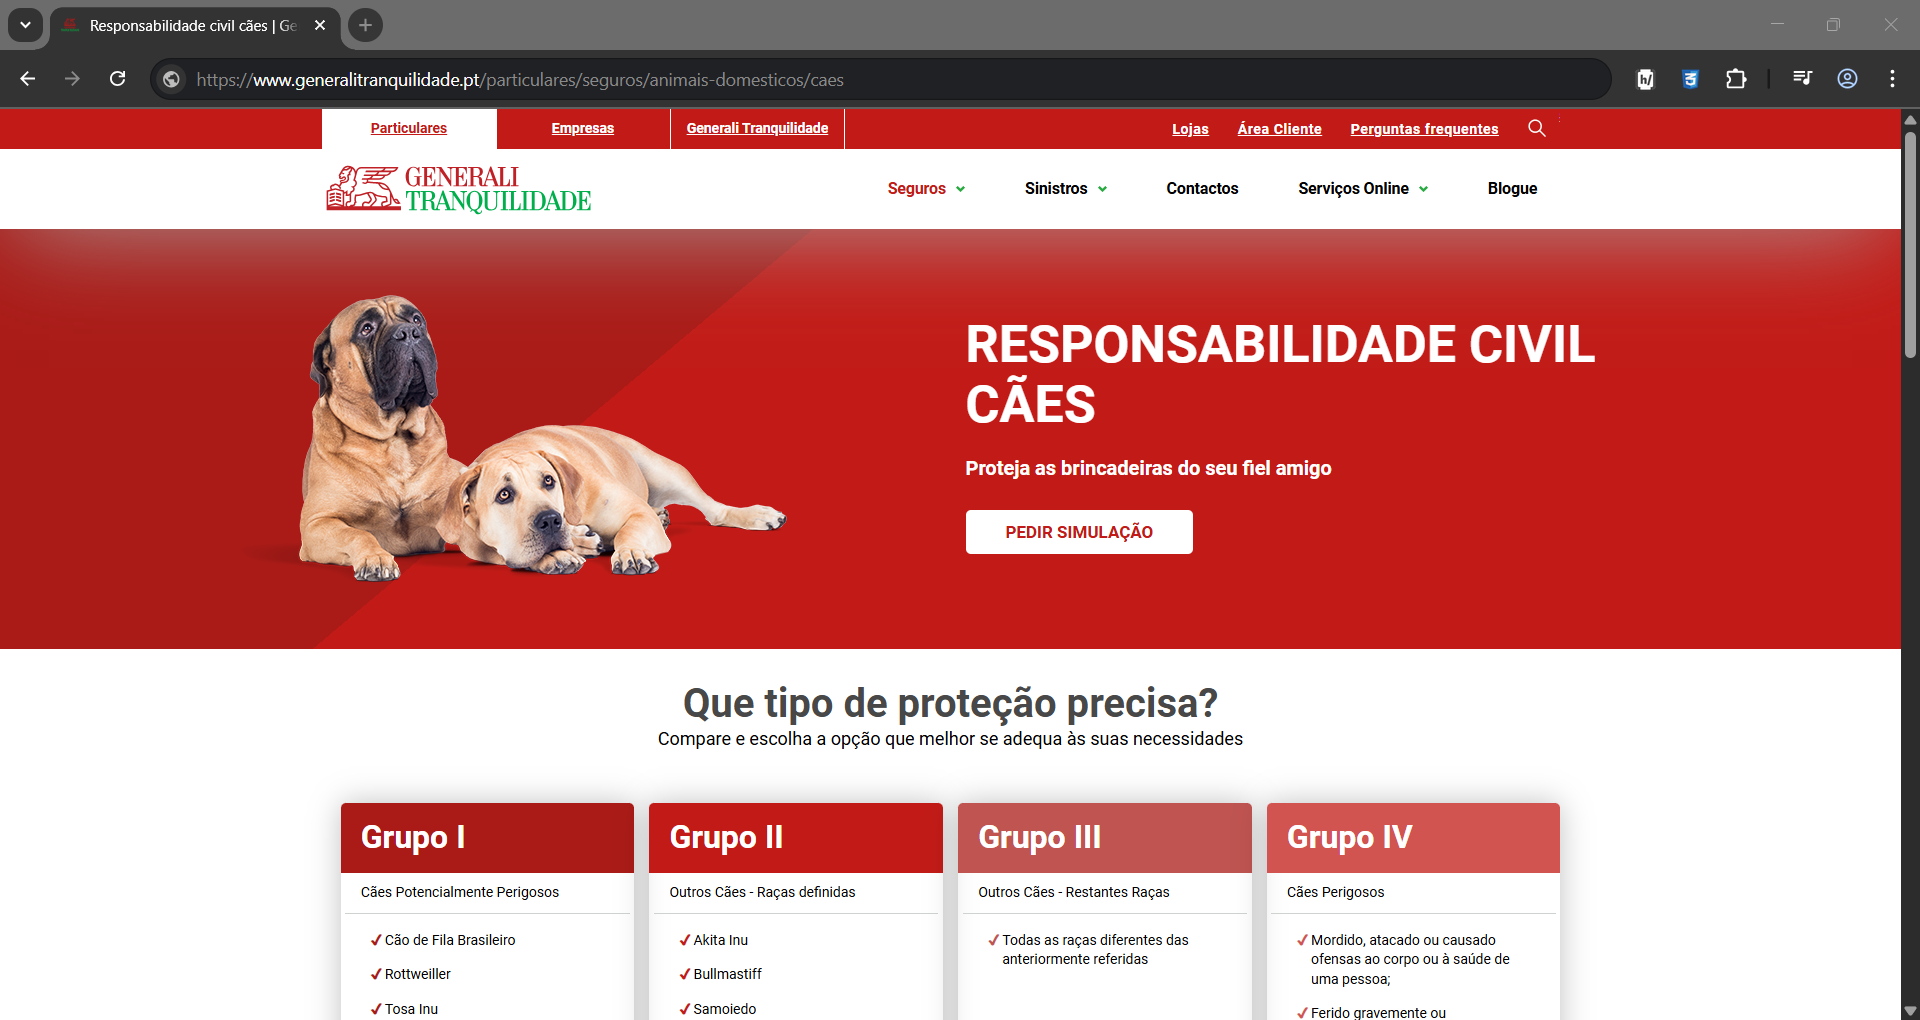 Responsabilidade civil cães | Ge
https://www.generalitranquilidade.pt/particulares/seguros/animais-domesticos/caes
Particulares
Empresas
Generali Tranquilidade
Lojas
Área Cliente
Perguntas frequentes
GENERALI
TRANQUILIDADE
Seguros
Sinistros
Contactos
Serviços Online
Blogue
RESPONSABILIDADE CIVIL
CÃES
Proteja as brincadeiras do seu fiel amigo
PEDIR SIMULAÇÃO
Que tipo de proteção precisa?
Compare e escolha a opção que melhor se adequa às suas necessidades
Grupo I
Cães Potencialmente Perigosos
Cão de Fila Brasileiro
Rottweiller
Tosa Inu
Grupo II
Outros Cães - Raças definidas
Akita Inu
Bullmastiff
Samoiedo
Grupo III
Outros Cães - Restantes Raças
Todas as raças diferentes das
anteriormente referidas
Grupo IV
Cães Perigosos
Mordido, atacado ou causado
ofensas ao corpo ou à saúde de
uma pessoa;
Ferido gravemente ou